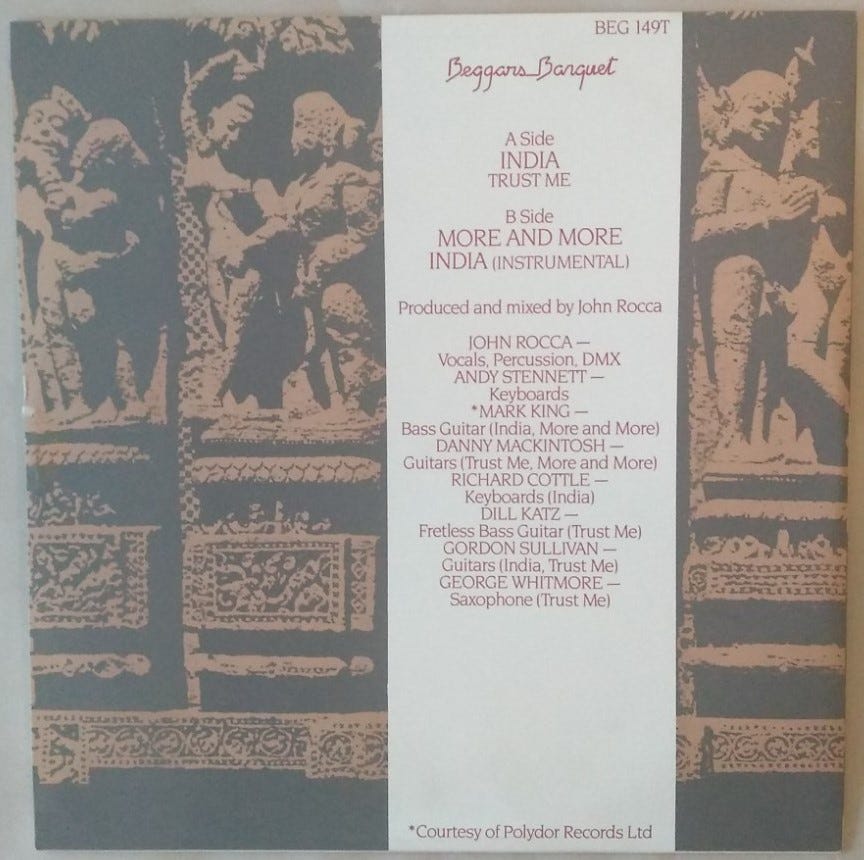 BEG 149T
Beggars Banquet
A Side
INDIA
TRUST ME
B Side
MORE AND MORE
INDIA (INSTRUMENTAL)
Produced and mixed by John Rocca
JOHN ROCCA —
Vocals, Percussion, DMX
ANDY STENNETT —
Keyboards
*MARK KING —
Bass Guitar (India, More and More)
DANNY MACKINTOSH —
Guitars (Trust Me, More and More)
RICHARD COTTLE —
Keyboards (India)
DILL KATZ —
Fretless Bass Guitar (Trust Me)
GORDON SULLIVAN —
Guitars (India, Trust Me)
GEORGE WHITMORE —
Saxophone (Trust Me)
*Courtesy of Polydor Records Ltd